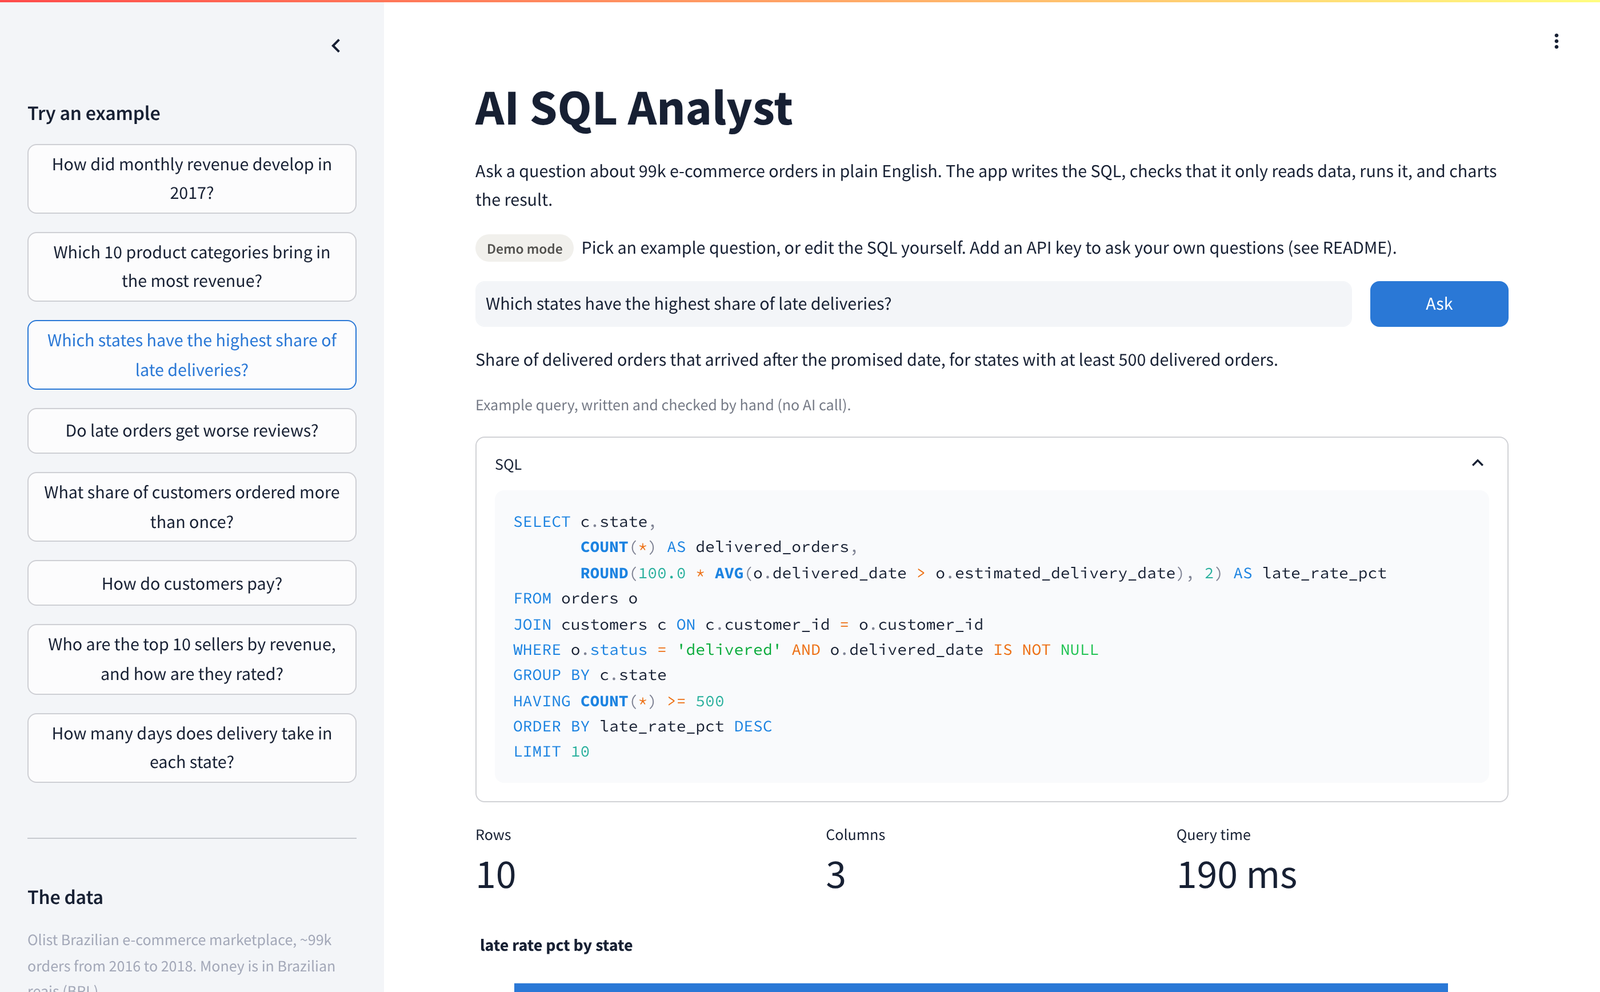 Try an example
How did monthly revenue develop in
2017?
Which 10 product categories bring in
the most revenue?
Which states have the highest share of
late deliveries?
Do late orders get worse reviews?
What share of customers ordered more
than once?
How do customers pay?
Who are the top 10 sellers by revenue,
and how are they rated?
How many days does delivery take in
each state?
The data
Olist Brazilian e-commerce marketplace, ~99k
orders from 2016 to 2018. Money is in Brazilian
reais (BRL)
AI SQL Analyst
Ask a question about 99k e-commerce orders in plain English. The app writes the SQL, checks that it only reads data, runs it, and charts
the result.
Demo mode Pick an example question, or edit the SQL yourself. Add an API key to ask your own questions (see README).
Which states have the highest share of late deliveries? Ask
Share of delivered orders that arrived after the promised date, for states with at least 500 delivered orders.
Example query, written and checked by hand (no AI call).
SQL
SELECT c.state,
       COUNT(*) AS delivered_orders,
       ROUND(100.0 * AVG(o.delivered_date > o.estimated_delivery_date), 2) AS late_rate_pct
FROM orders o
JOIN customers c ON c.customer_id = o.customer_id
WHERE o.status = 'delivered' AND o.delivered_date IS NOT NULL
GROUP BY c.state
HAVING COUNT(*) >= 500
ORDER BY late_rate_pct DESC
LIMIT 10
Rows Columns Query time
10 3 190 ms
late rate pct by state